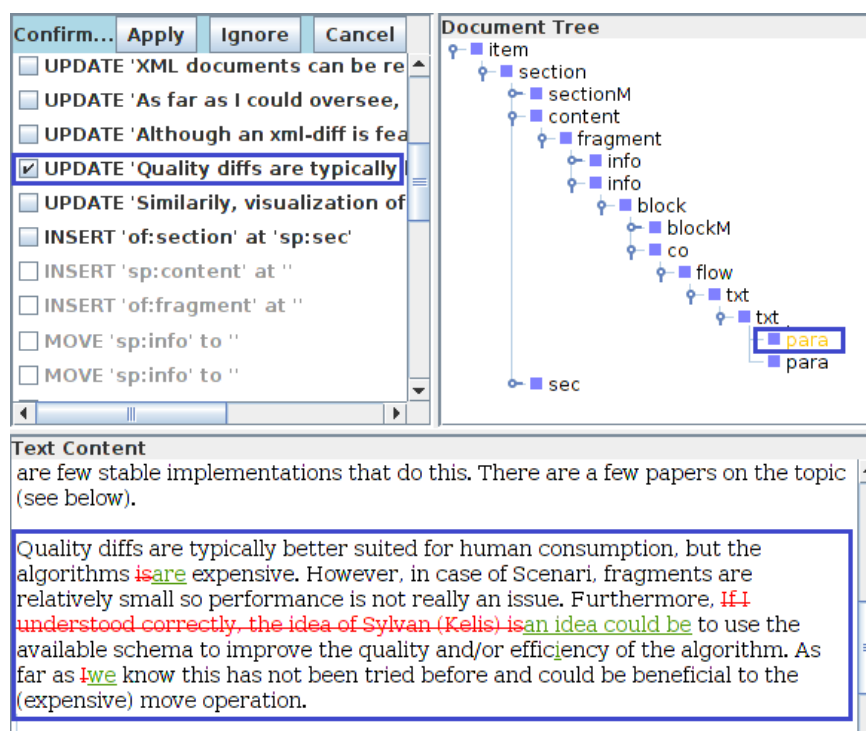 Confirm... Apply Ignore Cancel
UPDATE 'XML documents can be re
UPDATE 'As far as I could oversee,
UPDATE 'Although an xml-diff is fea
UPDATE 'Quality diffs are typically
UPDATE 'Similarily, visualization of
INSERT 'of:section' at 'sp:sec'
INSERT 'sp:content' at ''
INSERT 'of:fragment' at ''
MOVE 'sp:info' to ''
MOVE 'sp:info' to ''
Document Tree
item
section
sectionM
content
fragment
info
info
block
blockM
co
flow
txt
txt
para
para
sec
Text Content
are few stable implementations that do this. There are a few papers on the topic
(see below).
Quality diffs are typically better suited for human consumption, but the
algorithms isare expensive. However, in case of Scenari, fragments are
relatively small so performance is not really an issue. Furthermore, If I
understood correctly, the idea of Sylvan (Kelis) isan idea could be to use the
available schema to improve the quality and/or efficiency of the algorithm. As
far as Iwe know this has not been tried before and could be beneficial to the
(expensive) move operation.